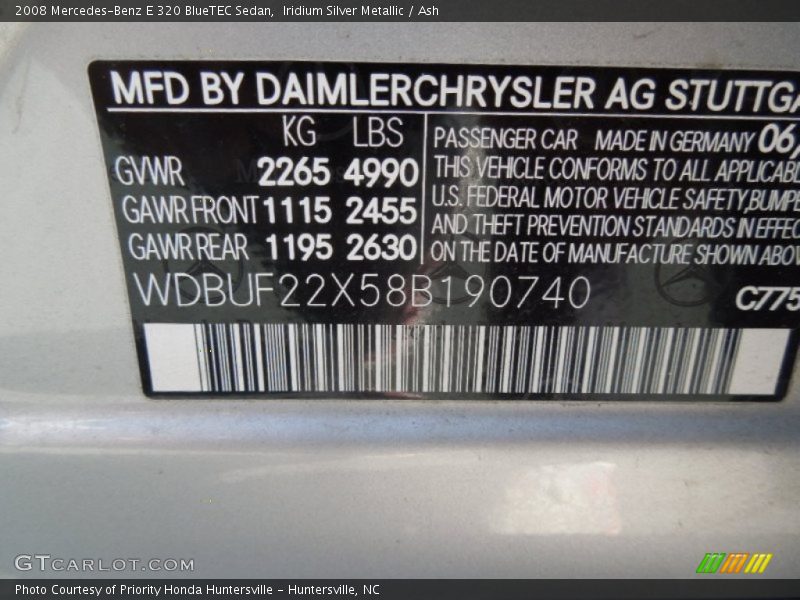 2008 Mercedes-Benz E 320 BlueTEC Sedan, Iridium Silver Metallic / Ash
MFD BY DAIMLERCHRYSLER AG STUTTGA
KG LBS
GVWR 2265 4990
GAWR FRONT 1115 2455
GAWR REAR 1195 2630
PASSENGER CAR MADE IN GERMANY 06/
THIS VEHICLE CONFORMS TO ALL APPLICAB
U.S. FEDERAL MOTOR VEHICLE SAFETY, BUMPE
AND THEFT PREVENTION STANDARDS IN EFFEC
ON THE DATE OF MANUFACTURE SHOWN ABOV
WDBUF22X58B190740
C775
GTCARLOT.COM
Photo Courtesy of Priority Honda Huntersville - Huntersville, NC